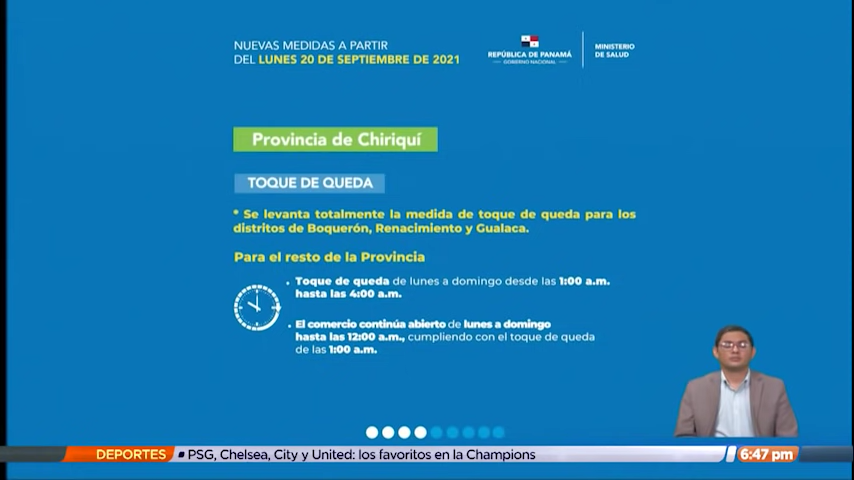 NUEVAS MEDIDAS A PARTIR
DEL LUNES 20 DE SEPTIEMBRE DE 2021
REPÚBLICA DE PANAMÁ
— GOBIERNO NACIONAL —
MINISTERIO
DE SALUD
Provincia de Chiriquí
TOQUE DE QUEDA
* Se levanta totalmente la medida de toque de queda para los
distritos de Boquerón, Renacimiento y Gualaca.
Para el resto de la Provincia
• Toque de queda de lunes a domingo desde las 1:00 a.m.
hasta las 4:00 a.m.
• El comercio continúa abierto de lunes a domingo
hasta las 12:00 a.m., cumpliendo con el toque de queda
de las 1:00 a.m.
DEPORTES
PSG, Chelsea, City y United: los favoritos en la Champions
6:47 pm